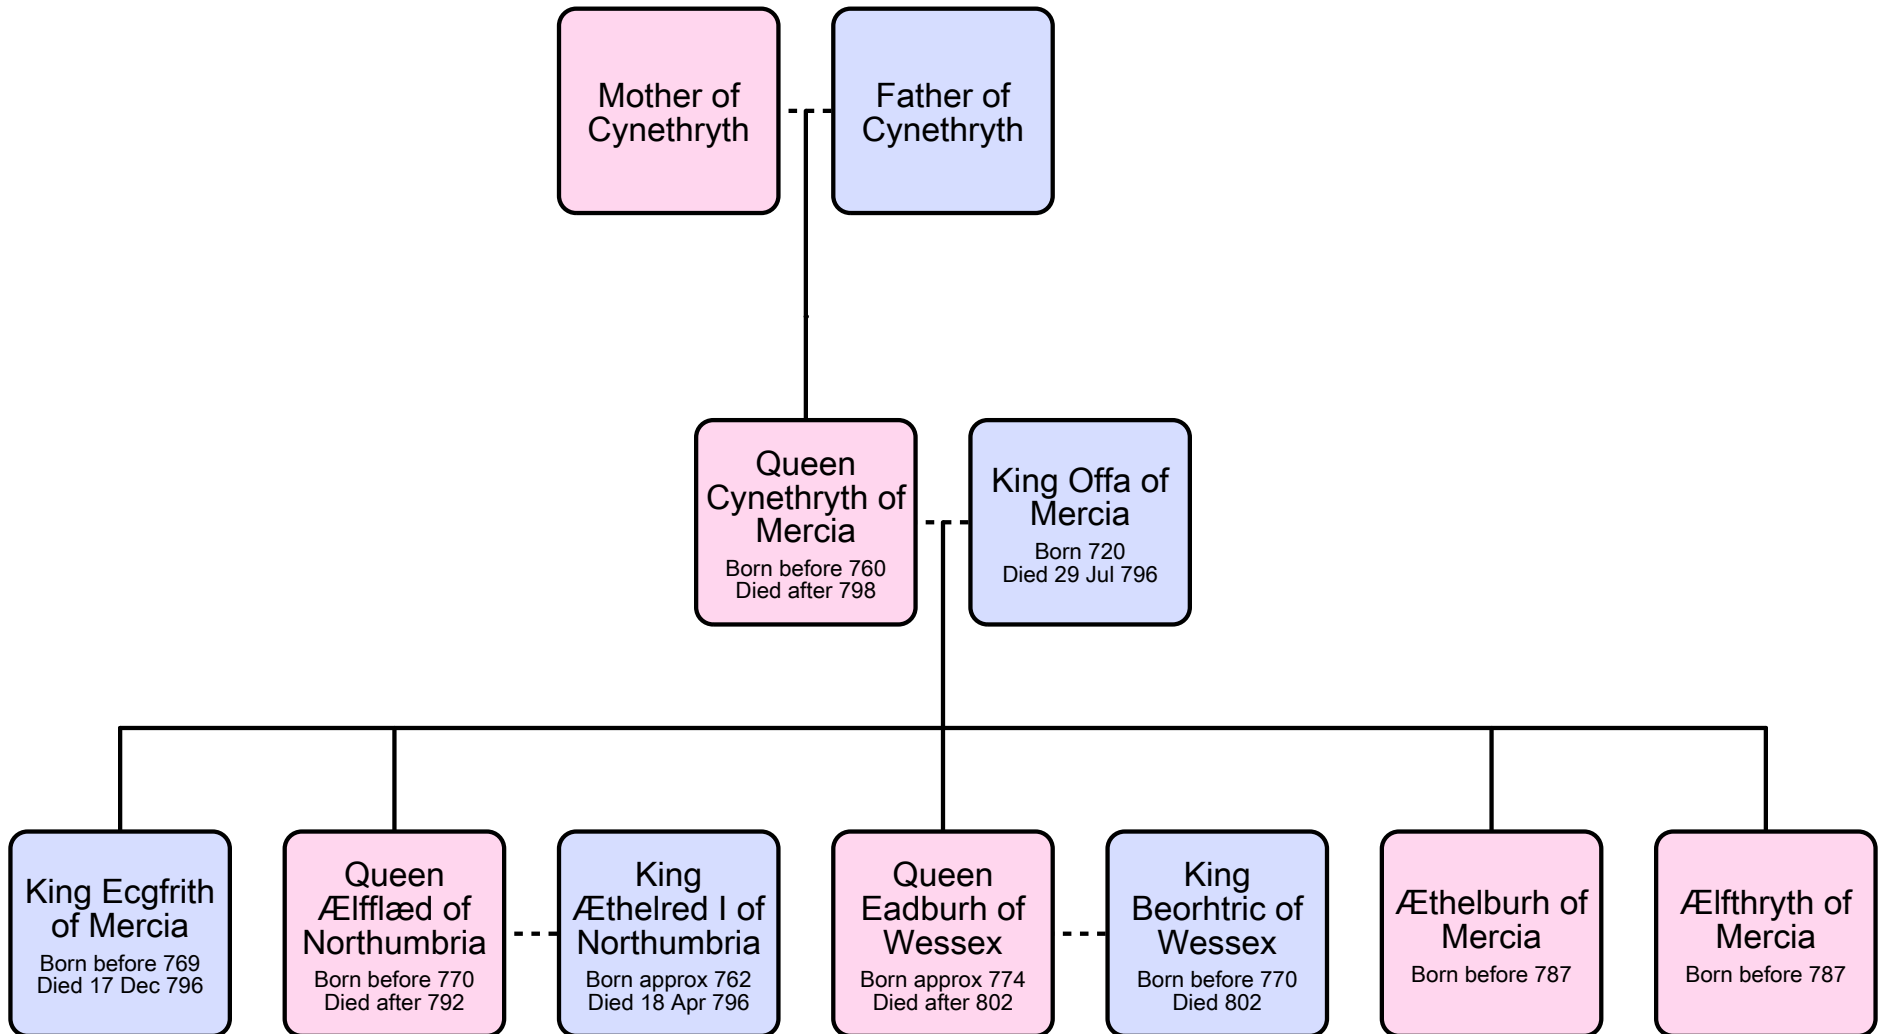 Mother of
Cynethryth
Father of
Cynethryth
Queen
Cynethryth of
Mercia
Born before 760
Died after 798
King Offa of
Mercia
Born 720
Died 29 Jul 796
King Ecgfrith
of Mercia
Born before 769
Died 17 Dec 796
Queen
Ælfflæd of
Northumbria
Born before 770
Died after 792
King
Æthelred I of
Northumbria
Born approx 762
Died 18 Apr 796
Queen
Eadburh of
Wessex
Born approx 774
Died after 802
King
Beorhtric of
Wessex
Born before 770
Died 802
Æthelburh of
Mercia
Born before 787
Ælfthryth of
Mercia
Born before 787